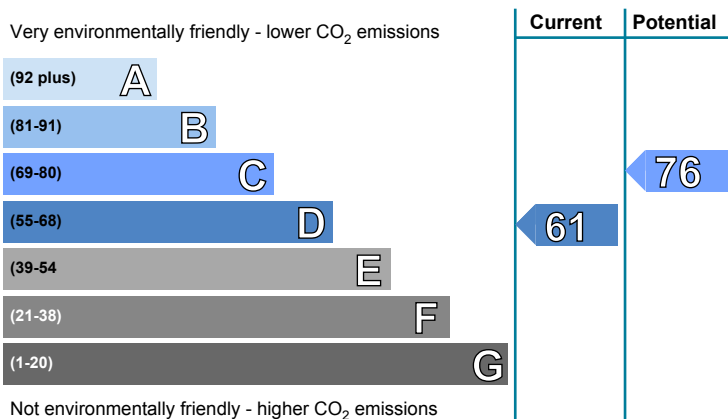 Current Potential
Very environmentally friendly - lower CO2 emissions
(92 plus) A
(81-91) B
(69-80) C
76
(55-68) D
61
(39-54 E
(21-38) F
(1-20) G
Not environmentally friendly - higher CO2 emissions